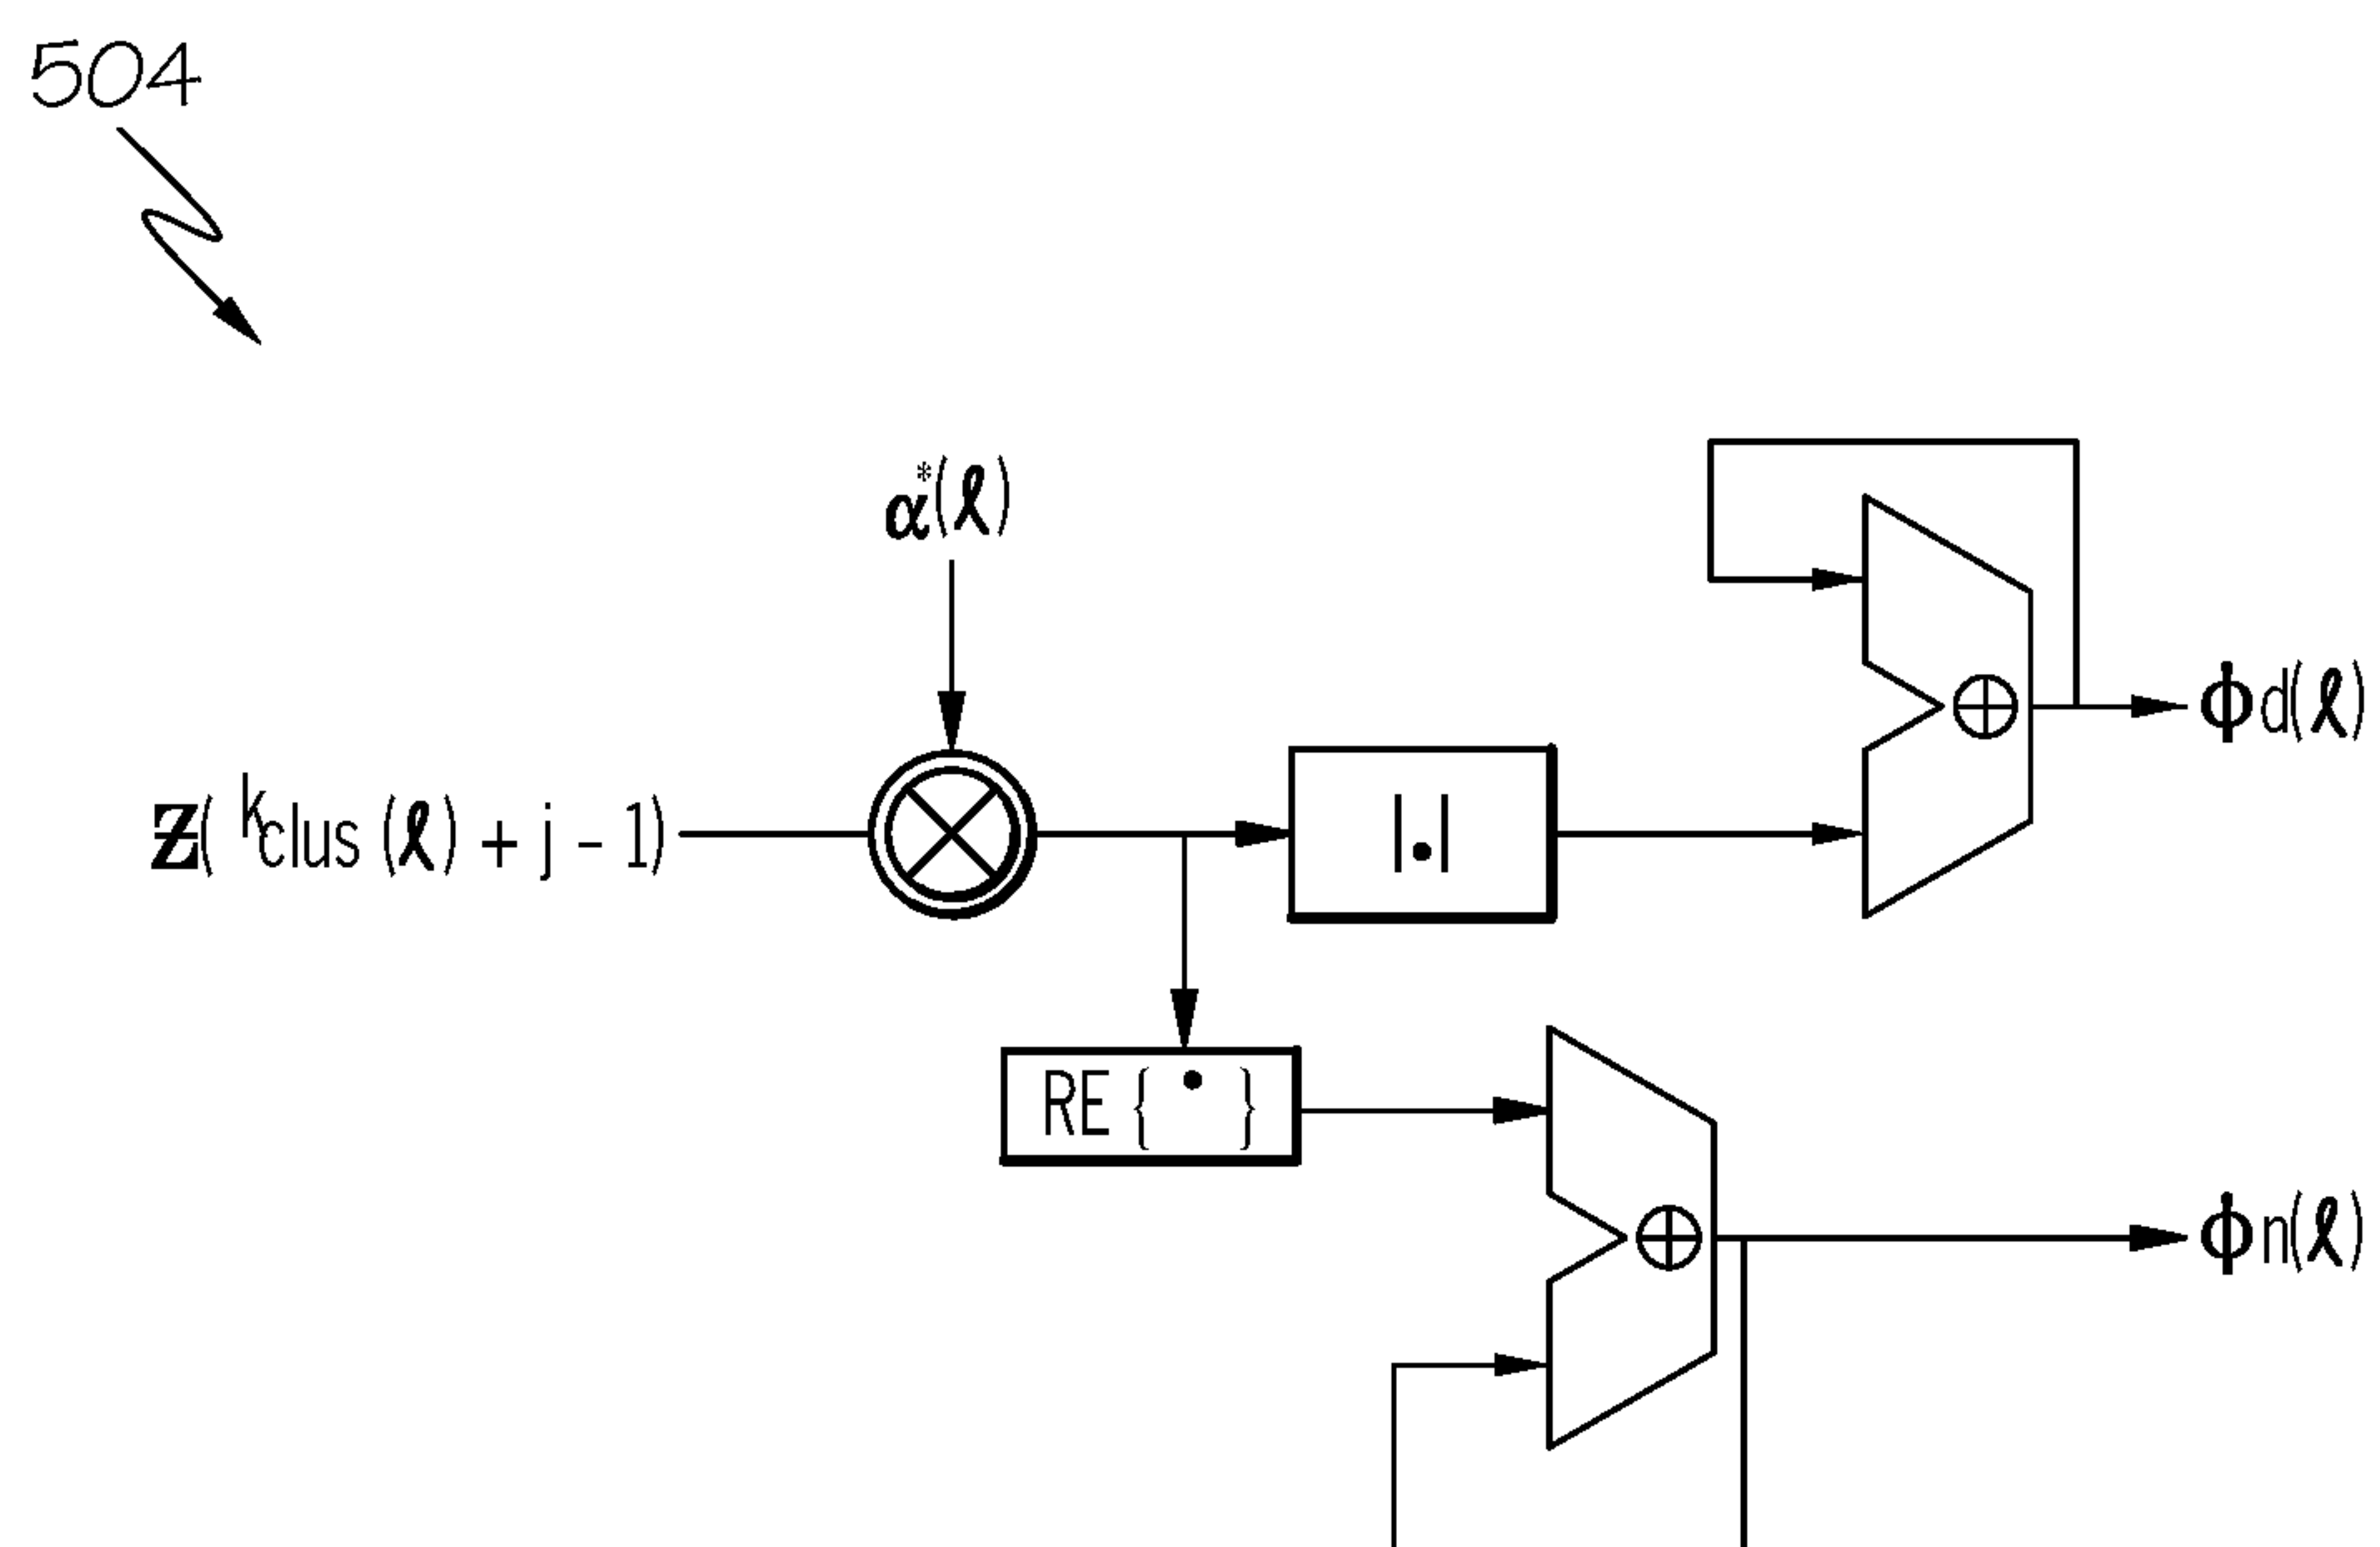 504
α*(ℓ)
Z(kclus (ℓ) + j - 1)
|•|
ϕd(ℓ)
RE { • }
ϕn(ℓ)